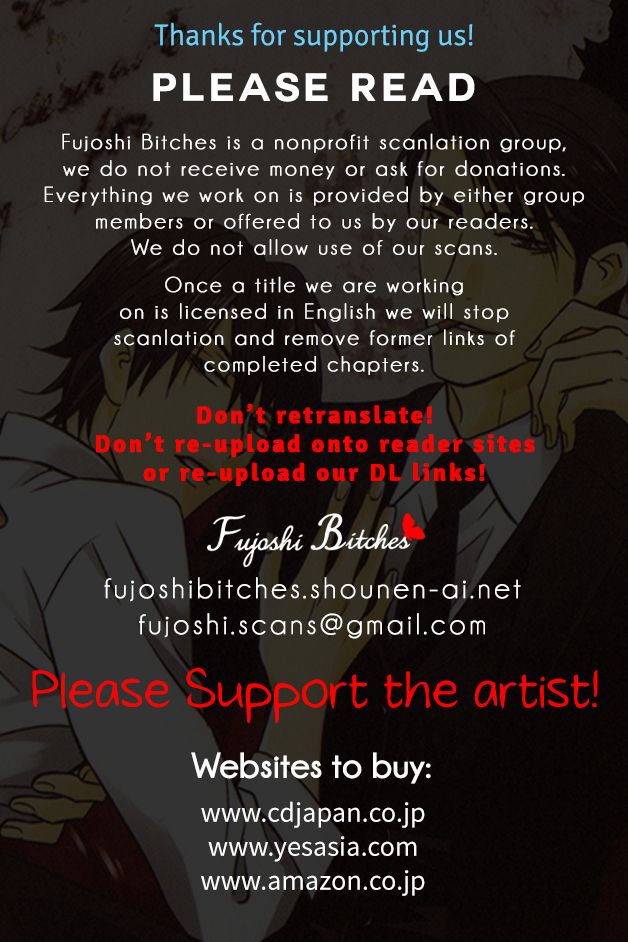 Thanks for supporting us!
PLEASE READ
Fujoshi Bitches is a nonprofit scanlation group,
we do not receive money or ask for donations.
Everything we work on is provided by either group
members or offered to us by our readers.
We do not allow use of our scans.
Once a title we are working
on is licensed in English we will stop
scanlation and remove former links of
completed chapters.
Don't retranslate!
Don't re-upload onto reader sites
or re-upload our DL links!
Fujoshi Bitches
fujoshibitches.shounen-ai.net
fujoshi.scans@gmail.com
Please Support the artist!
Websites to buy:
www.cdjapan.co.jp
www.yesasia.com
www.amazon.co.jp